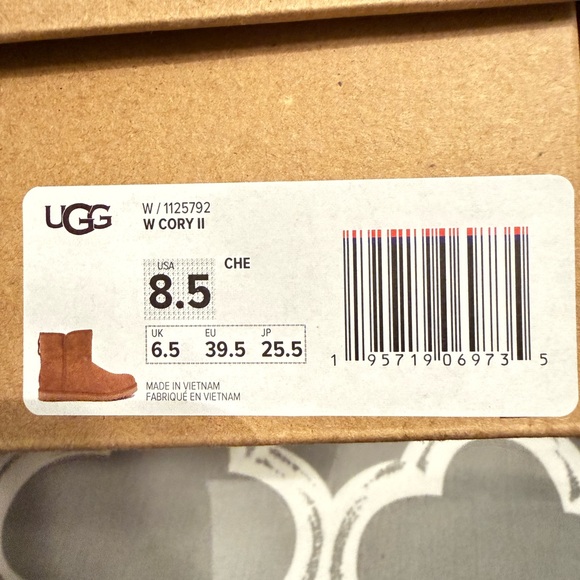 UGG
W / 1125792
W CORY II
USA
8.5
CHE
UK EU JP
6.5 39.5 25.5
MADE IN VIETNAM
FABRIQUÉ EN VIETNAM
1 95719 06973 5